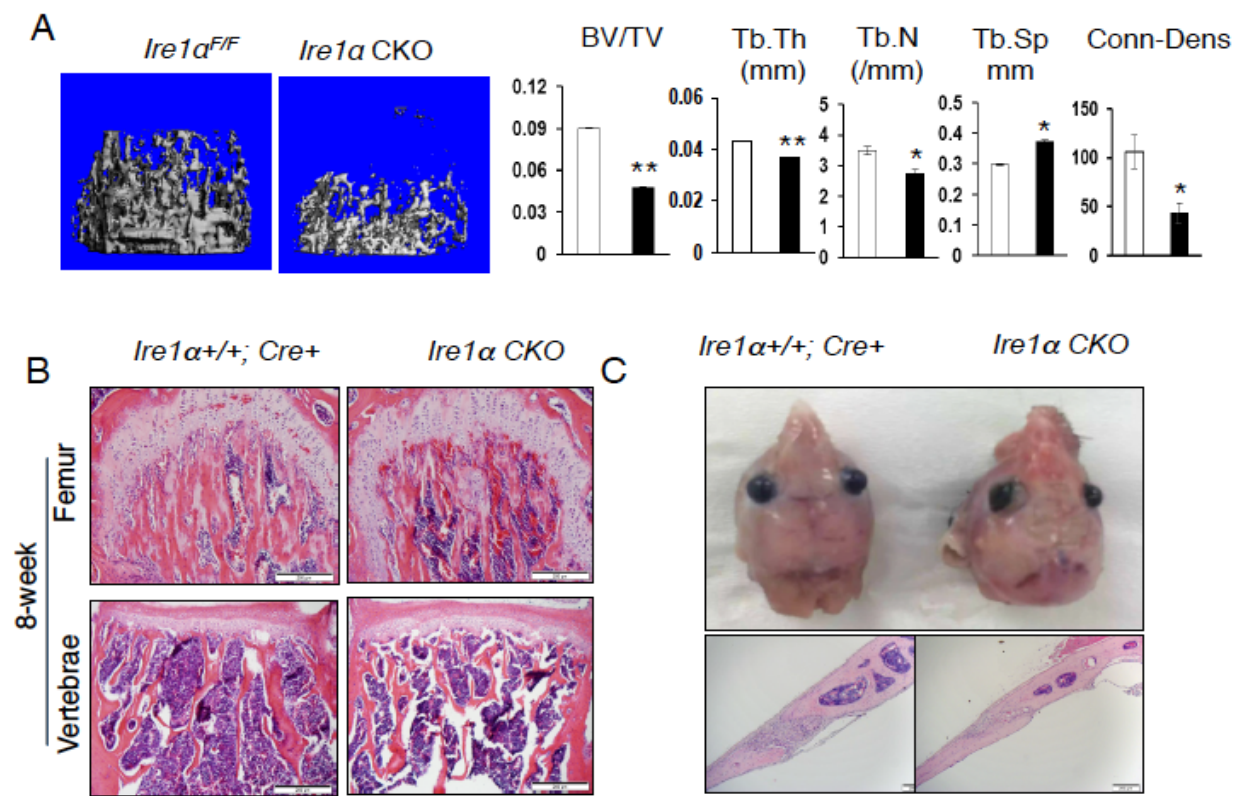 A
Ire1αF/F
Ire1α CKO
BV/TV
0.12
0.09
0.06
0.03
0
**
Tb.Th
(mm)
0.06
0.04
0.02
0
**
Tb.N
(/mm)
5
4
3
2
1
0
*
Tb.Sp
mm
0.5
0.4
0.3
0.2
0.1
0
*
Conn-Dens
150
100
50
0
*
B
Ire1α+/+; Cre+
Ire1α CKO
8-week
Femur
Vertebrae
C
Ire1α+/+; Cre+
Ire1α CKO